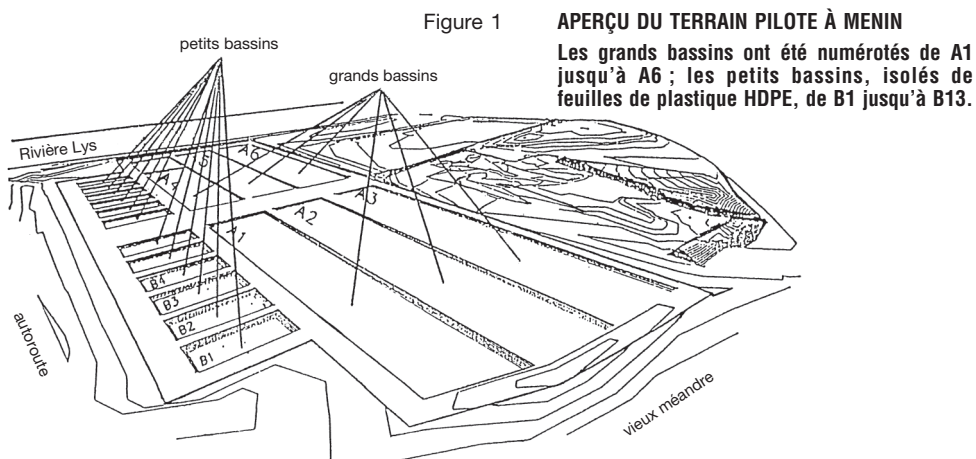 Figure 1
APERÇU DU TERRAIN PILOTE À MENIN
Les grands bassins ont été numérotés de A1
jusqu'à A6 ; les petits bassins, isolés de
feuilles de plastique HDPE, de B1 jusqu'à B13.
petits bassins
grands bassins
Rivière Lys
A6
A3
A2
A1
B4
B3
B2
B1
autoroute
vieux méandre